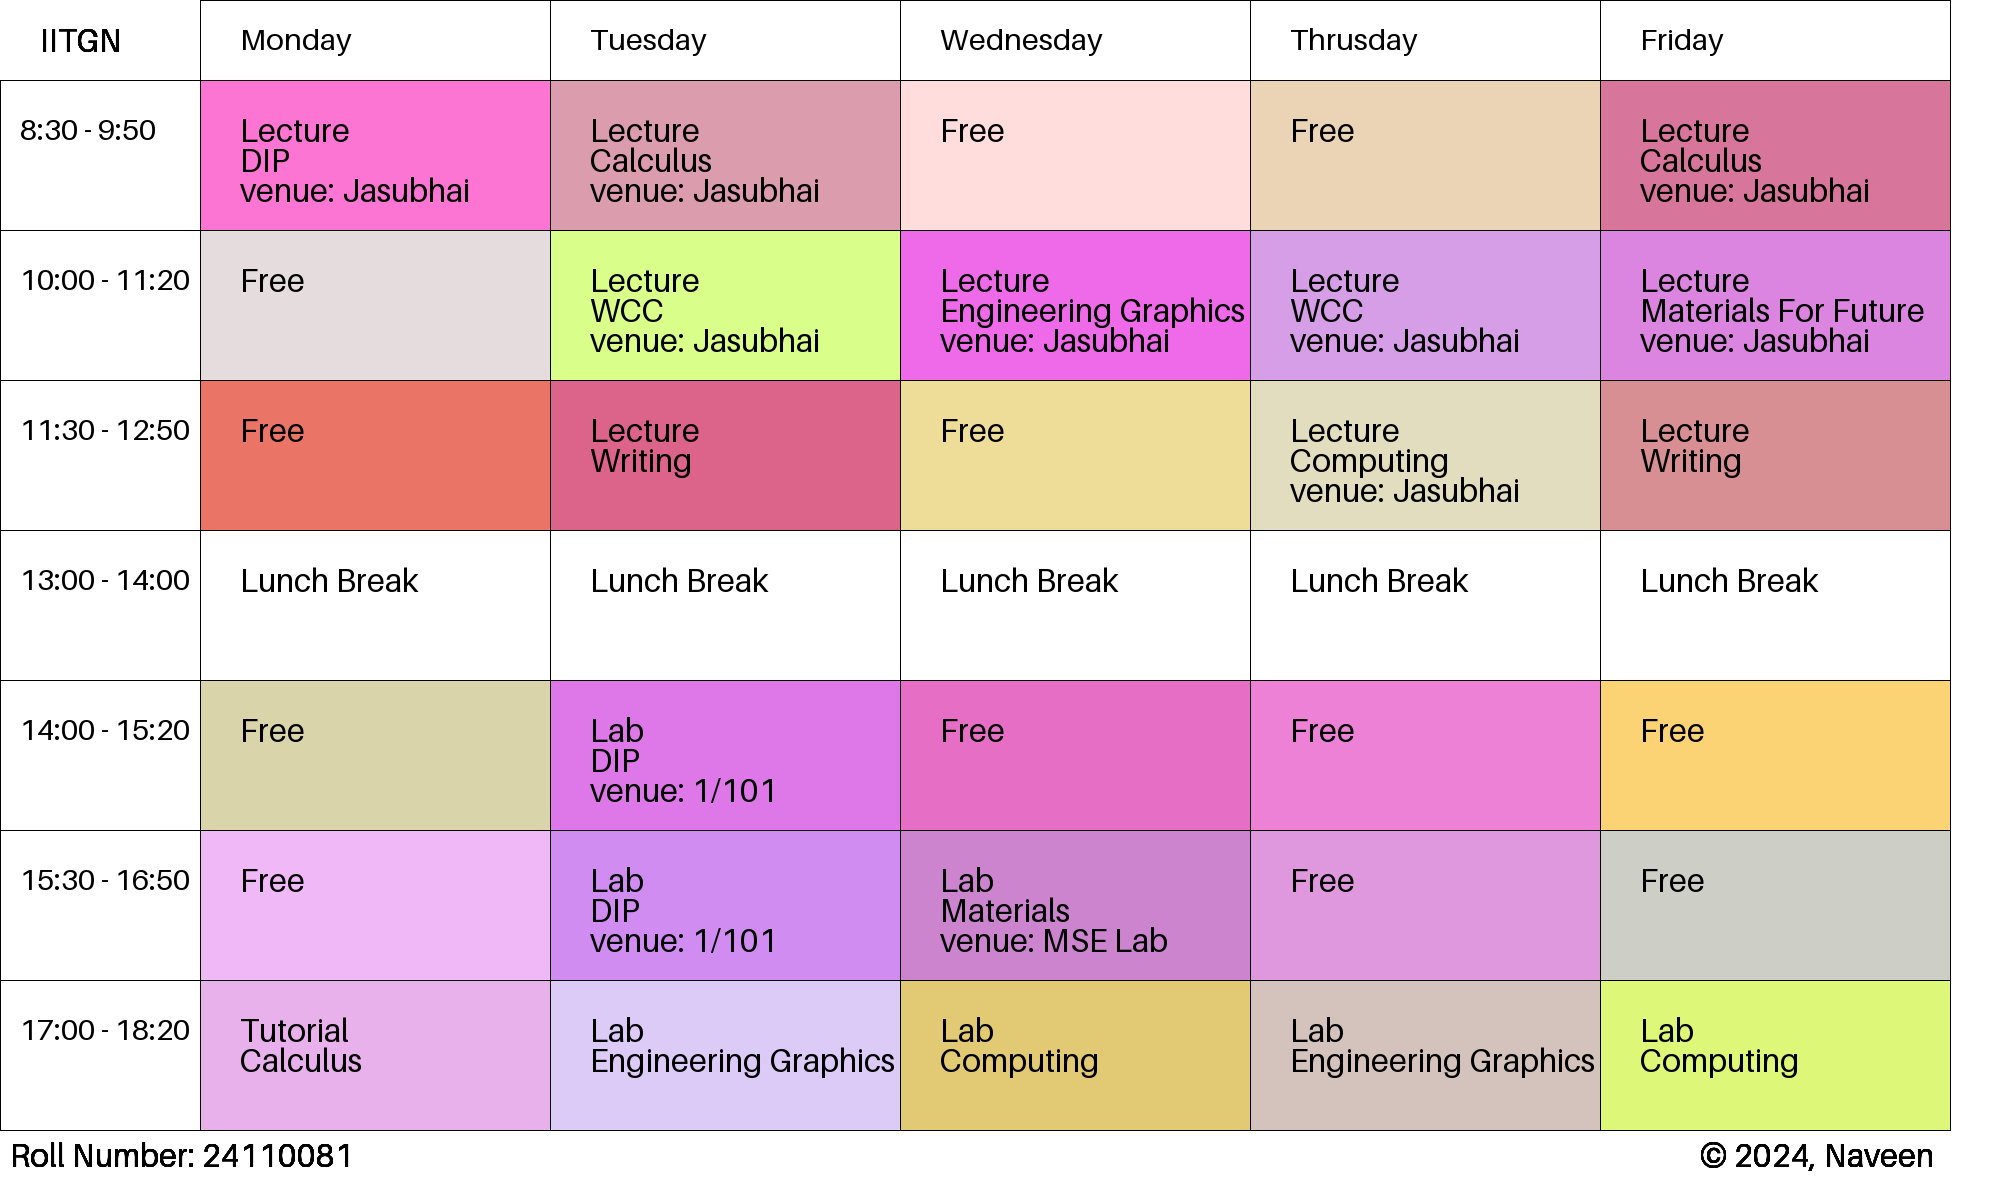 IITGN Monday Tuesday Wednesday Thrusday Friday
8:30 - 9:50
Lecture
DIP
venue: Jasubhai
Lecture
Calculus
venue: Jasubhai
Free
Free
Lecture
Calculus
venue: Jasubhai
10:00 - 11:20
Free
Lecture
WCC
venue: Jasubhai
Lecture
Engineering Graphics
venue: Jasubhai
Lecture
WCC
venue: Jasubhai
Lecture
Materials For Future
venue: Jasubhai
11:30 - 12:50
Free
Lecture
Writing
Free
Lecture
Computing
venue: Jasubhai
Lecture
Writing
13:00 - 14:00
Lunch Break
Lunch Break
Lunch Break
Lunch Break
Lunch Break
14:00 - 15:20
Free
Lab
DIP
venue: 1/101
Free
Free
Free
15:30 - 16:50
Free
Lab
DIP
venue: 1/101
Lab
Materials
venue: MSE Lab
Free
Free
17:00 - 18:20
Tutorial
Calculus
Lab
Engineering Graphics
Lab
Computing
Lab
Engineering Graphics
Lab
Computing
Roll Number: 24110081
© 2024, Naveen